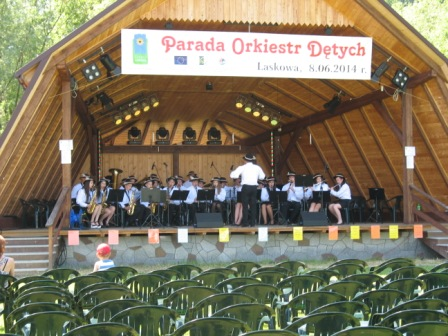 Parada Orkiestr Dętych
Laskowa, 8.06.2014 r.